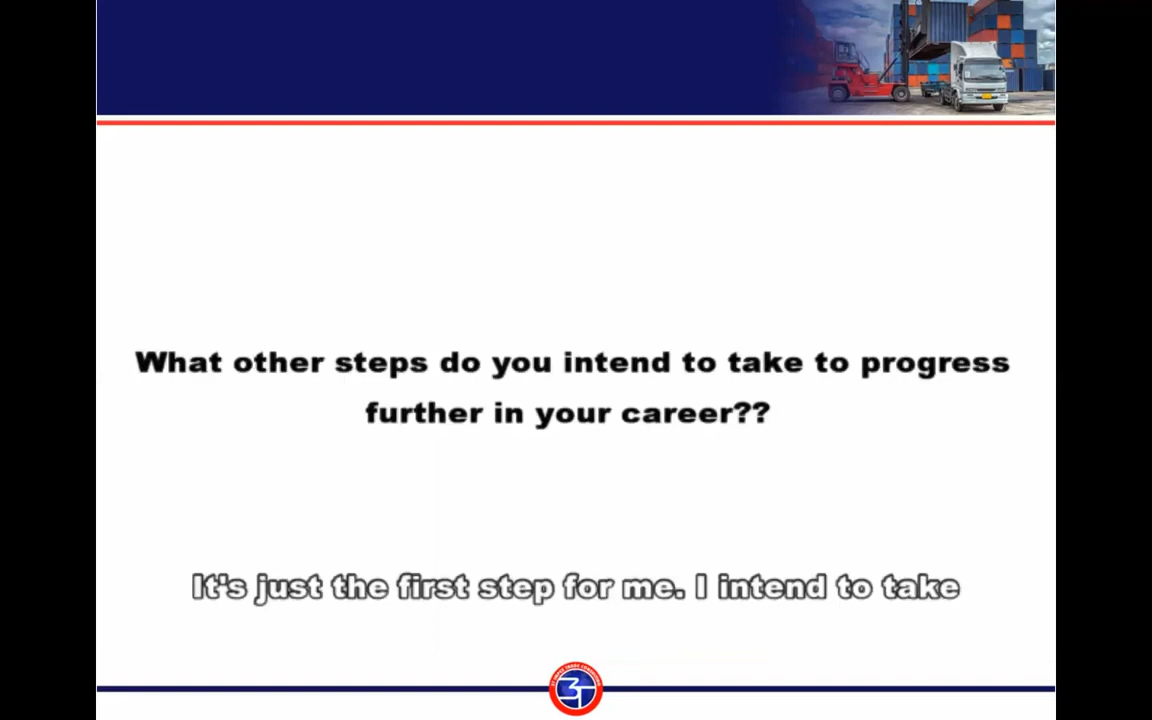 What other steps do you intend to take to progress
further in your career??
It's just the first step for me. I intend to take